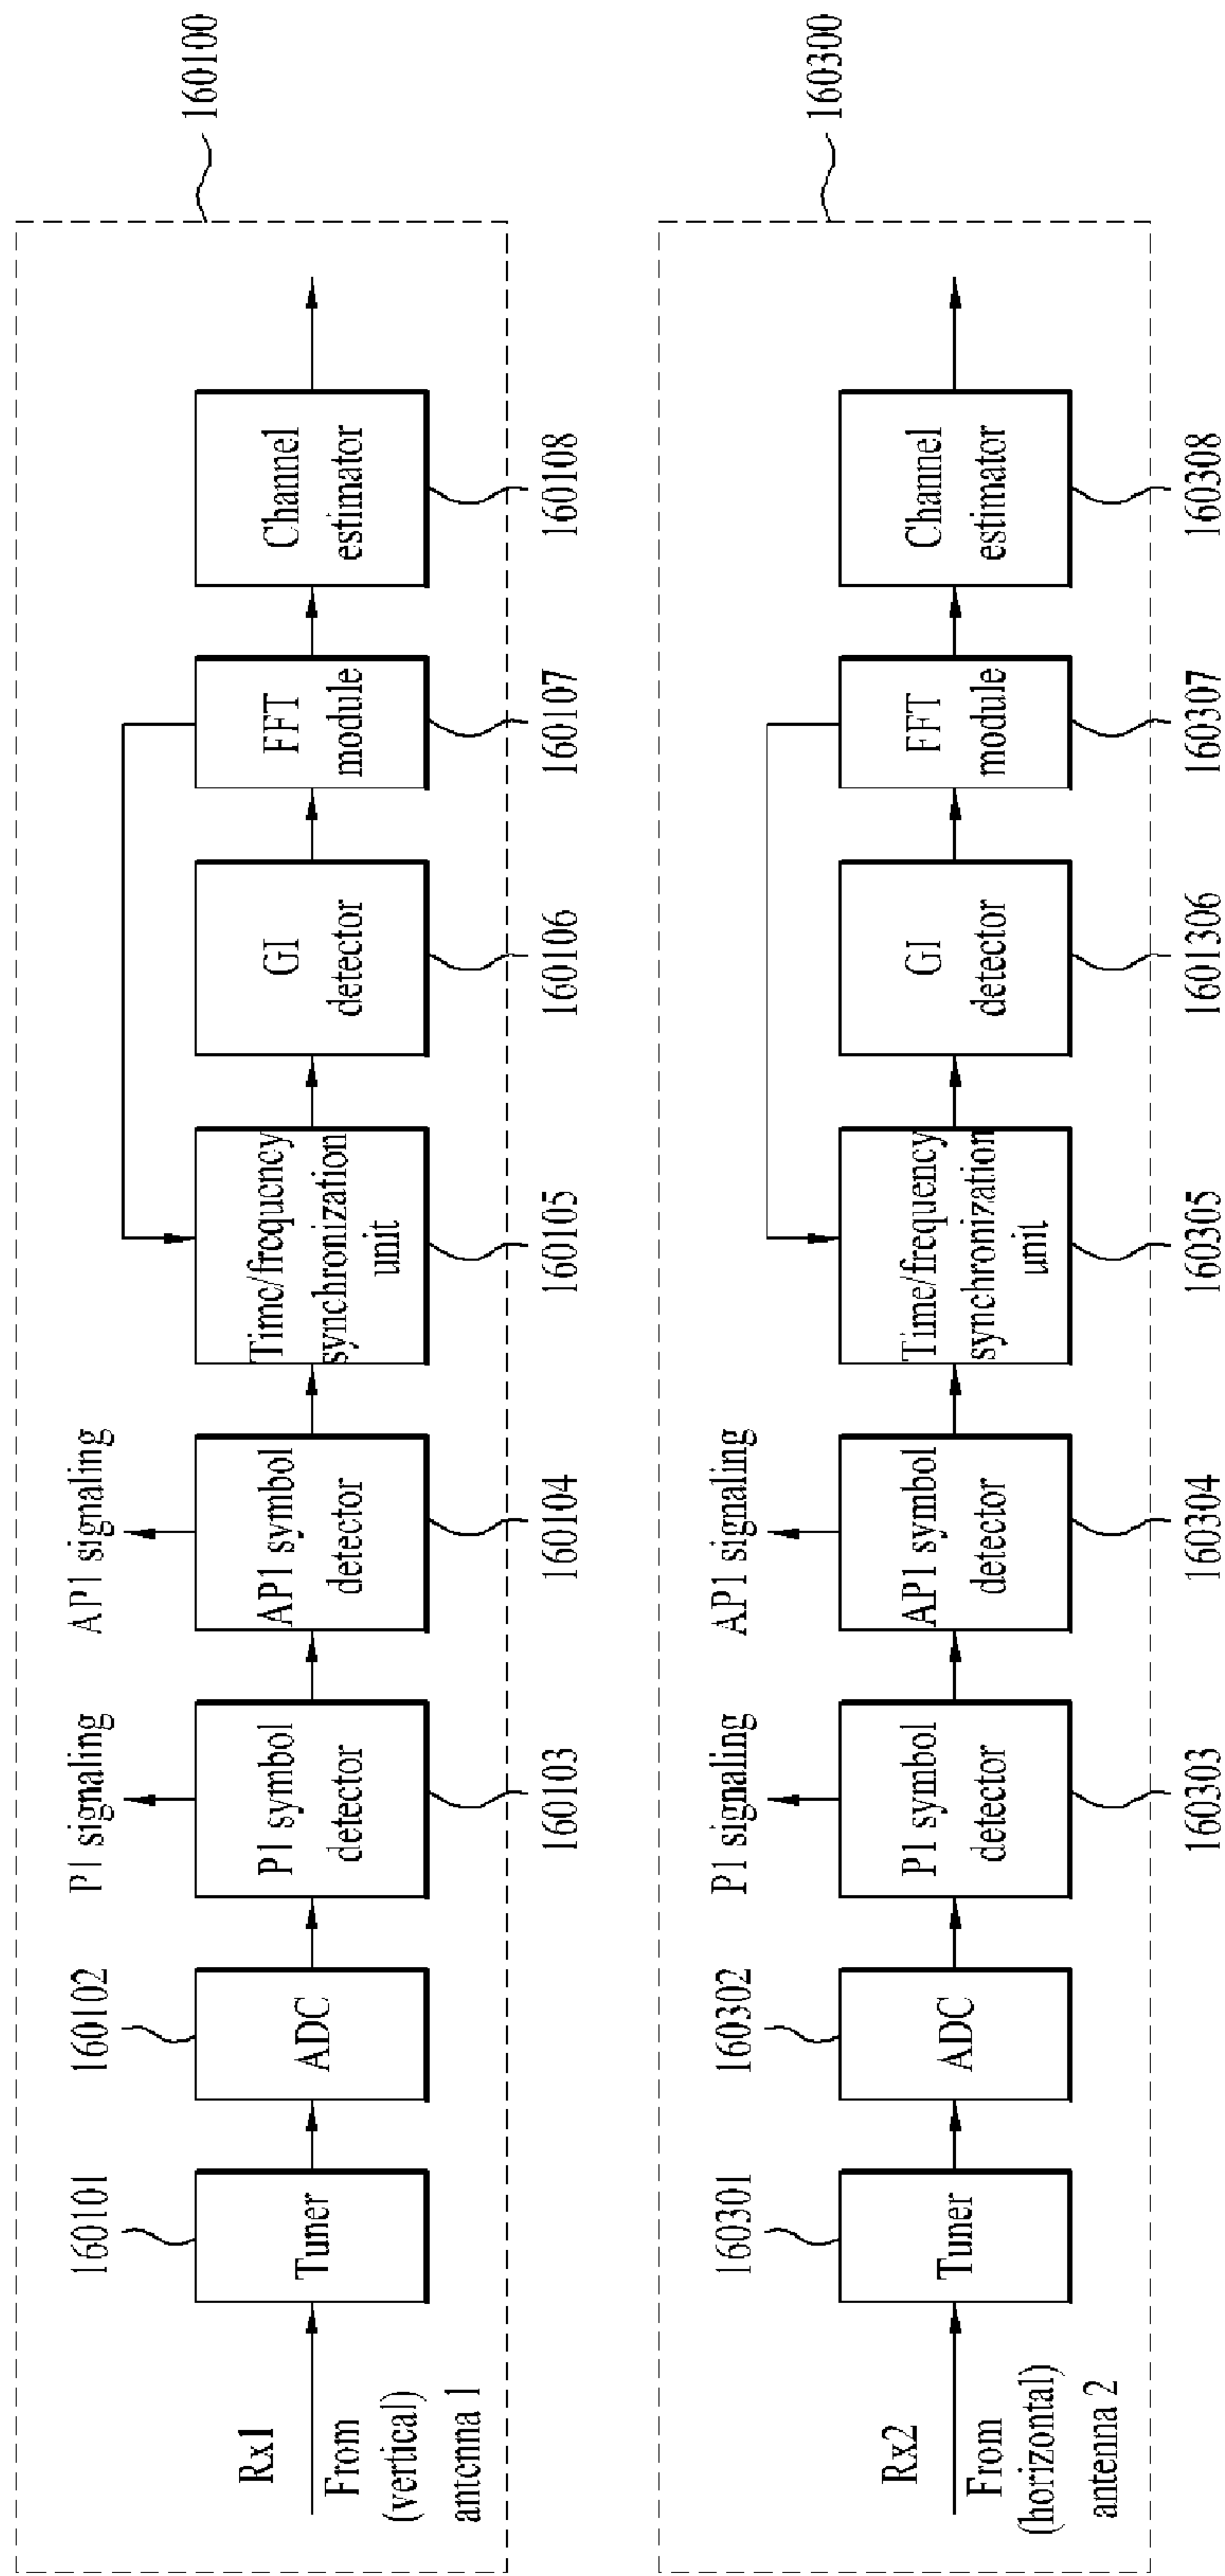 160100
Rx1
From
(vertical)
antenna 1
160101
Tuner
160102
ADC
P1 signaling
P1 symbol
detector
160103
AP1 signaling
AP1 symbol
detector
160104
Time/frequency
synchronization
unit
160105
GI
detector
160106
FFT
module
160107
Channel
estimator
160108
160300
Rx2
From
(horizontal)
antenna 2
160301
Tuner
160302
ADC
P1 signaling
P1 symbol
detector
160303
AP1 signaling
AP1 symbol
detector
160304
Time/frequency
synchronization
unit
160305
GI
detector
1601306
FFT
module
160307
Channel
estimator
160308